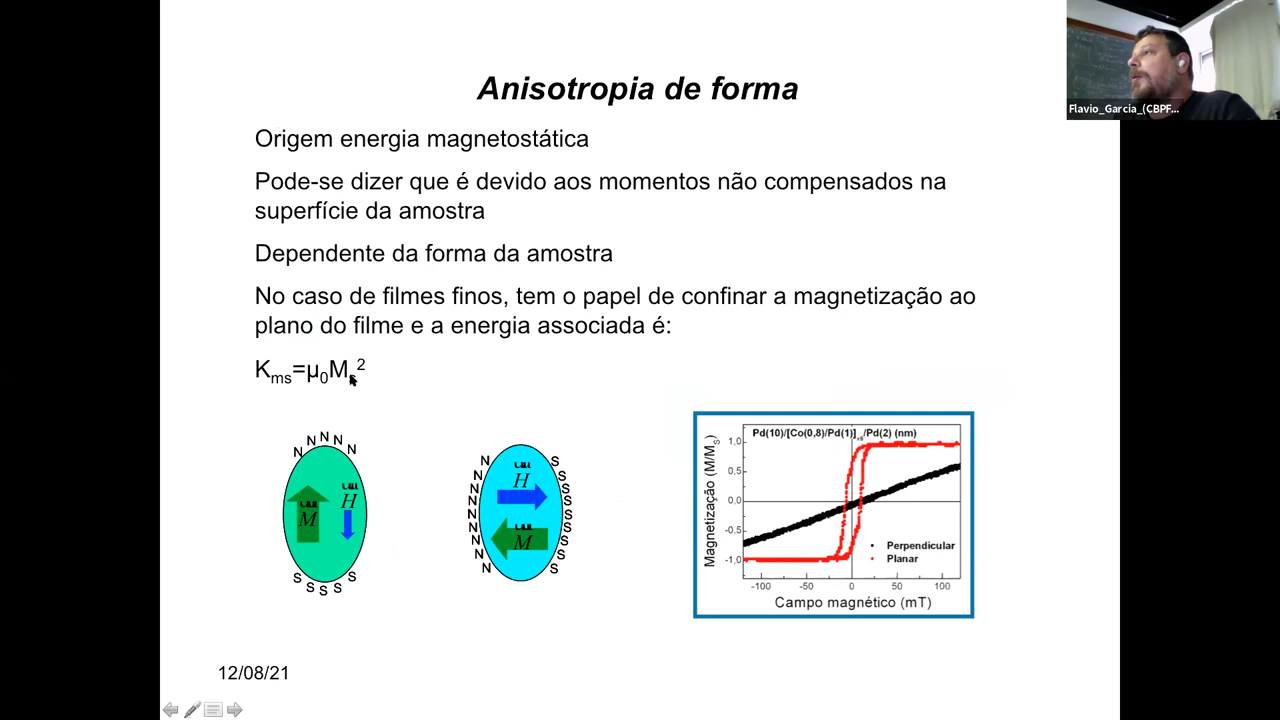 Anisotropia de forma
Flavio_Garcia_(CBPF...
Origem energia magnetostática
Pode-se dizer que é devido aos momentos não compensados na
superfície da amostra
Dependente da forma da amostra
No caso de filmes finos, tem o papel de confinar a magnetização ao
plano do filme e a energia associada é:
Kms=μ0Ms2
N N N N N
M H
S S S S S
N N N N N N N N N
H
M
S S S S S S S S S
Pd(10)/[Co(0,8)/Pd(1)]x6/Pd(2) (nm)
Magnetização (M/MS)
1,0
0,5
0,0
-0,5
-1,0
Perpendicular
Planar
-100 -50 0 50 100
Campo magnético (mT)
12/08/21